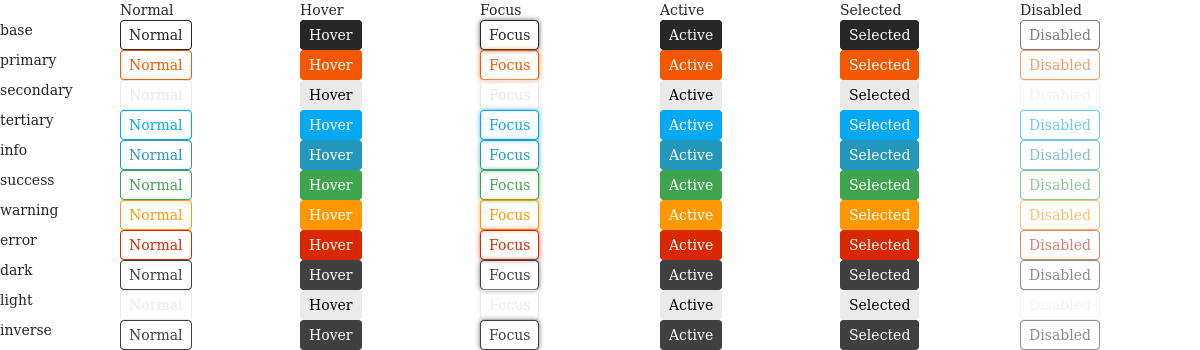 Normal Hover Focus Active Selected Disabled
base Normal Hover Focus Active Selected Disabled
primary Normal Hover Focus Active Selected Disabled
secondary Normal Hover Focus Active Selected Disabled
tertiary Normal Hover Focus Active Selected Disabled
info Normal Hover Focus Active Selected Disabled
success Normal Hover Focus Active Selected Disabled
warning Normal Hover Focus Active Selected Disabled
error Normal Hover Focus Active Selected Disabled
dark Normal Hover Focus Active Selected Disabled
light Normal Hover Focus Active Selected Disabled
inverse Normal Hover Focus Active Selected Disabled